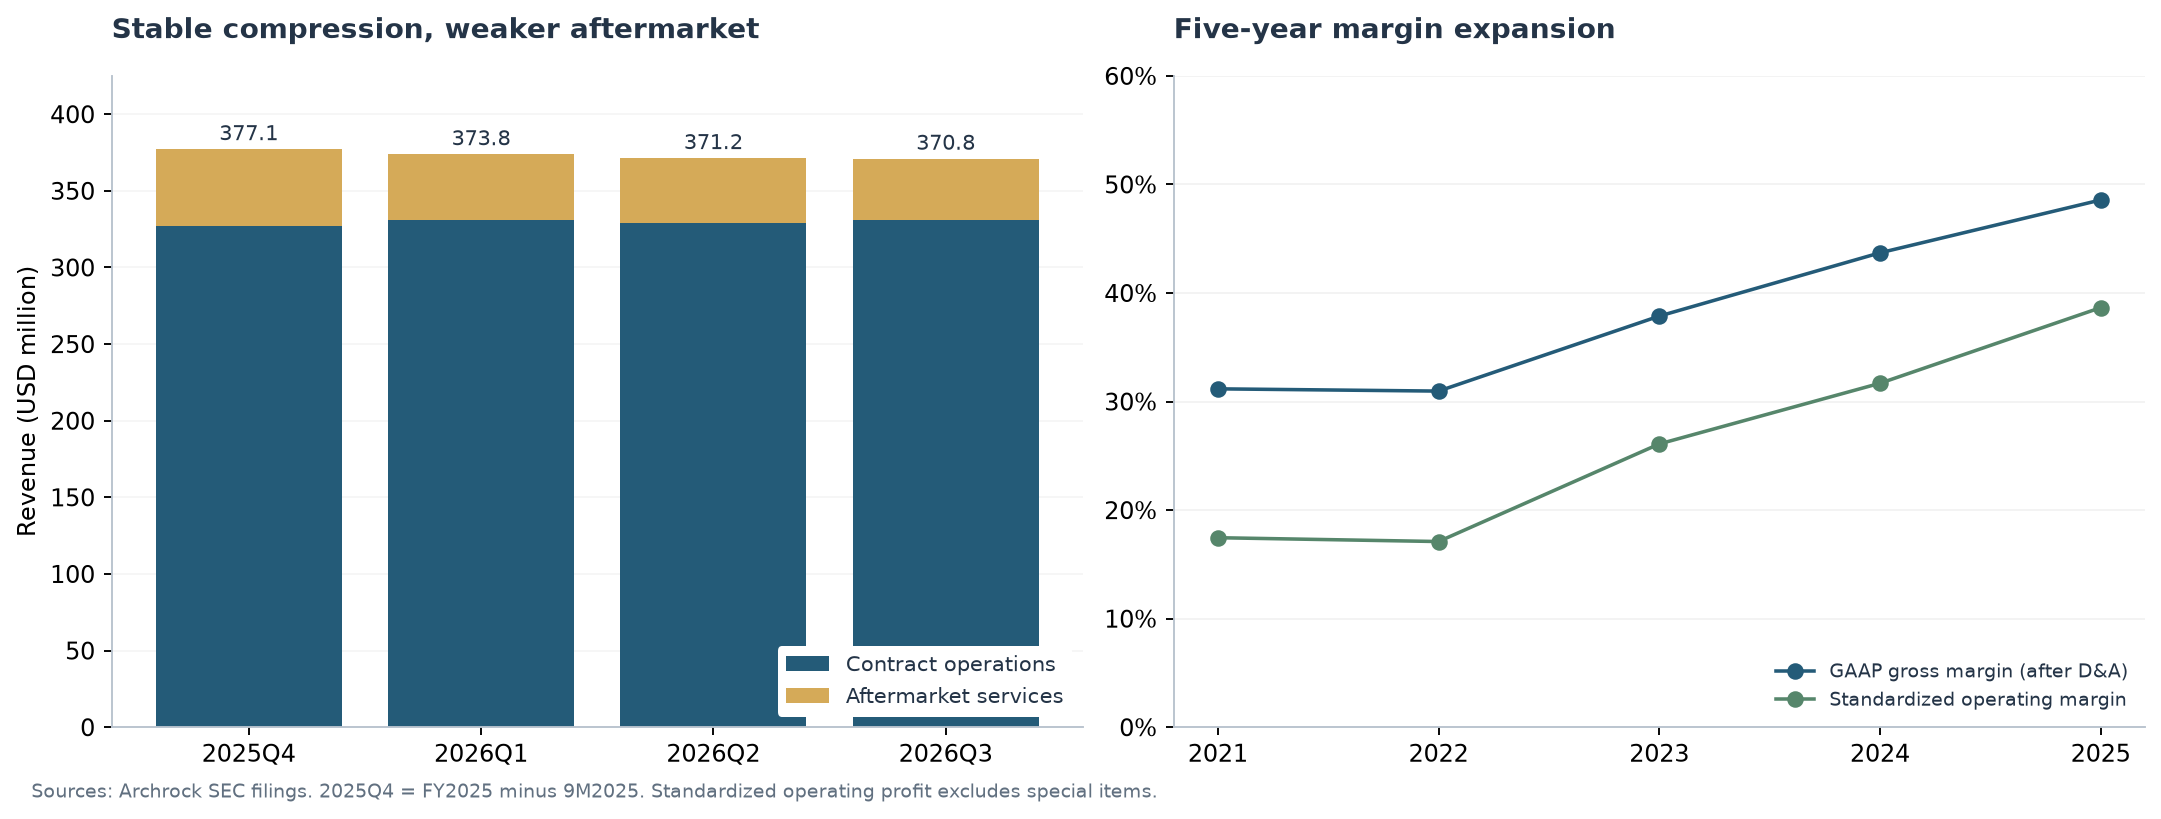 Stable compression, weaker aftermarket
Revenue (USD million)
400
350
300
250
200
150
100
50
0
377.1
373.8
371.2
370.8
Contract operations
Aftermarket services
2025Q4
2026Q1
2026Q2
2026Q3
Five-year margin expansion
60%
50%
40%
30%
20%
10%
0%
GAAP gross margin (after D&A)
Standardized operating margin
2021
2022
2023
2024
2025
Sources: Archrock SEC filings. 2025Q4 = FY2025 minus 9M2025. Standardized operating profit excludes special items.